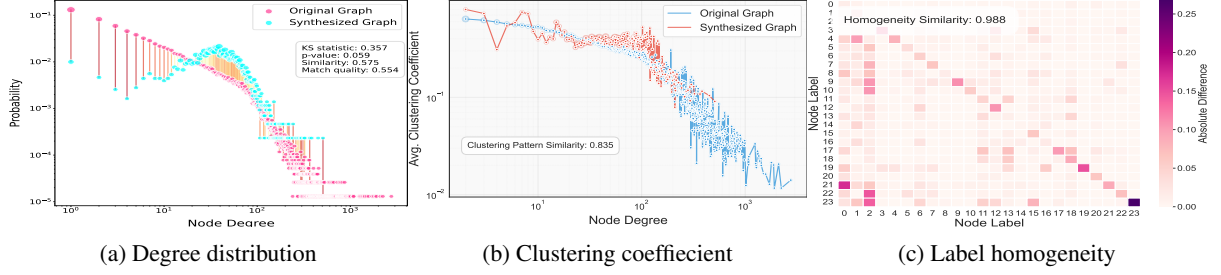 Original Graph
Synthesized Graph
KS statistic: 0.357
p-value: 0.059
Similarity: 0.575
Match quality: 0.554
Probability
10⁻¹
10⁻²
10⁻³
10⁻⁴
10⁻⁵
10⁰ 10¹ 10² 10³
Node Degree
(a) Degree distribution
Original Graph
Synthesized Graph
Clustering Pattern Similarity: 0.835
Avg. Clustering Coefficient
10⁻¹
10⁻²
10¹ 10² 10³
Node Degree
(b) Clustering coeffiecient
Homogeneity Similarity: 0.988
Node Label
0
1
2
3
4
5
6
7
8
9
10
11
12
13
14
15
16
17
18
19
20
21
22
23
0 1 2 3 4 5 6 7 8 9 10 11 12 13 14 15 16 17 18 19 20 21 22 23
Node Label
0.25
0.20
0.15
0.10
0.05
0.00
Absolute Difference
(c) Label homogeneity